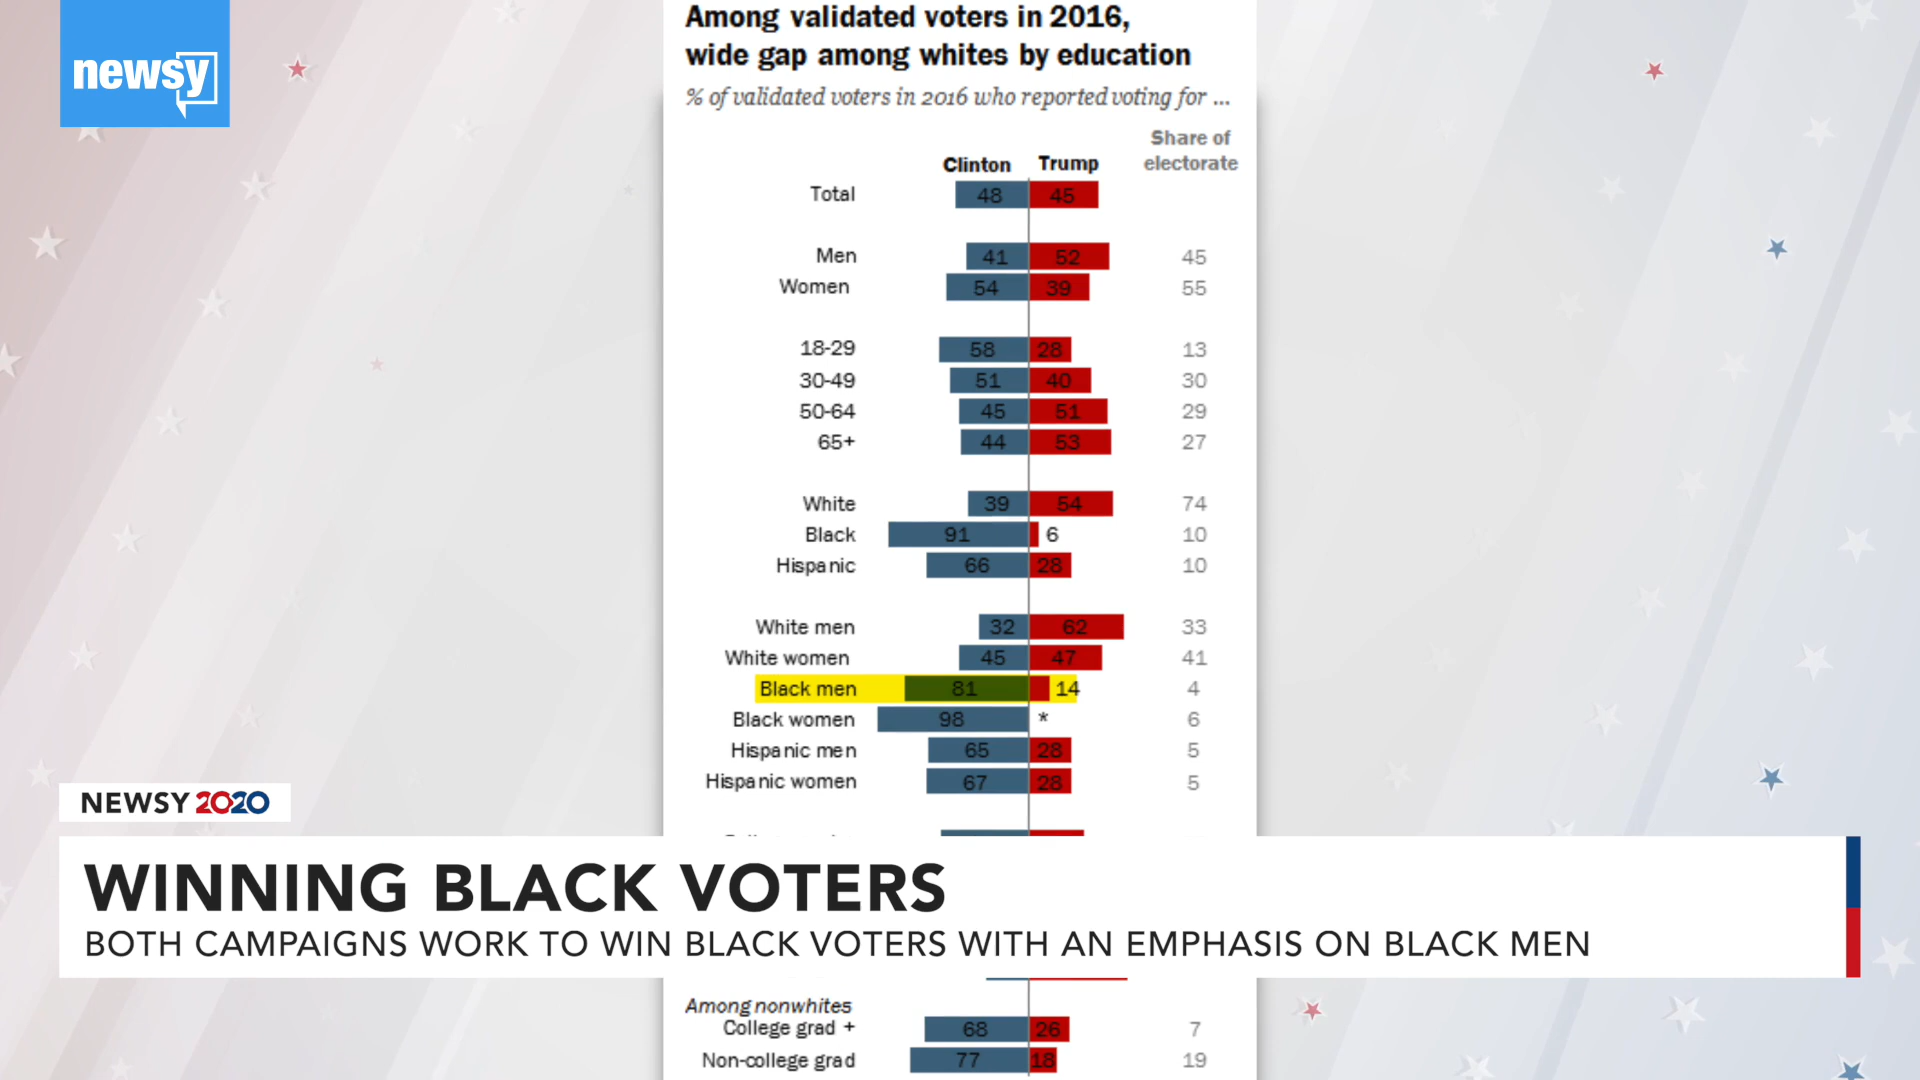 newsy
Among validated voters in 2016,
wide gap among whites by education
% of validated voters in 2016 who reported voting for ...
Share of
electorate
Clinton Trump
Total 48 45
Men 41 52 45
Women 54 39 55
18-29 58 28 13
30-49 51 40 30
50-64 45 51 29
65+ 44 53 27
White 39 54 74
Black 91 6 10
Hispanic 66 28 10
White men 32 62 33
White women 45 47 41
Black men 81 14 4
Black women 98 * 6
Hispanic men 65 28 5
Hispanic women 67 28 5
NEWSY 2020
WINNING BLACK VOTERS
BOTH CAMPAIGNS WORK TO WIN BLACK VOTERS WITH AN EMPHASIS ON BLACK MEN
Among nonwhites
College grad + 68 26 7
Non-college grad 77 18 19